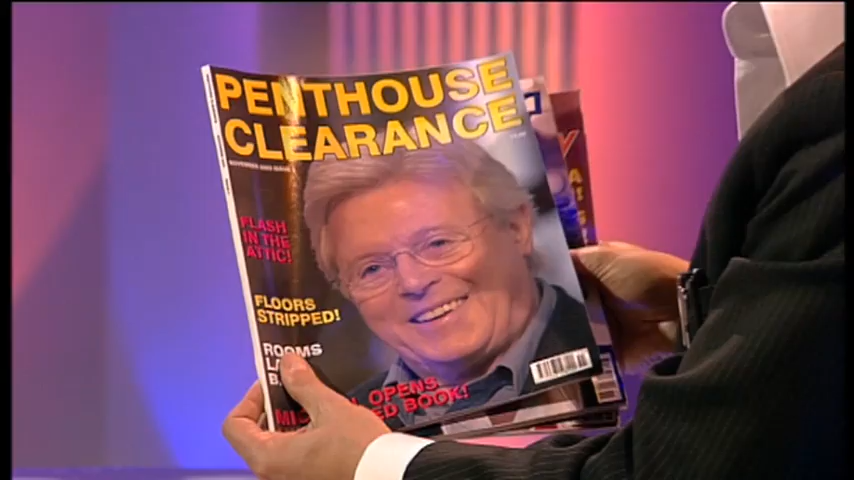 PENTHOUSE
CLEARANCE
FLASH
IN THE
ATTIC!
FLOORS
STRIPPED!
ROOMS
OPENS
BOOK!